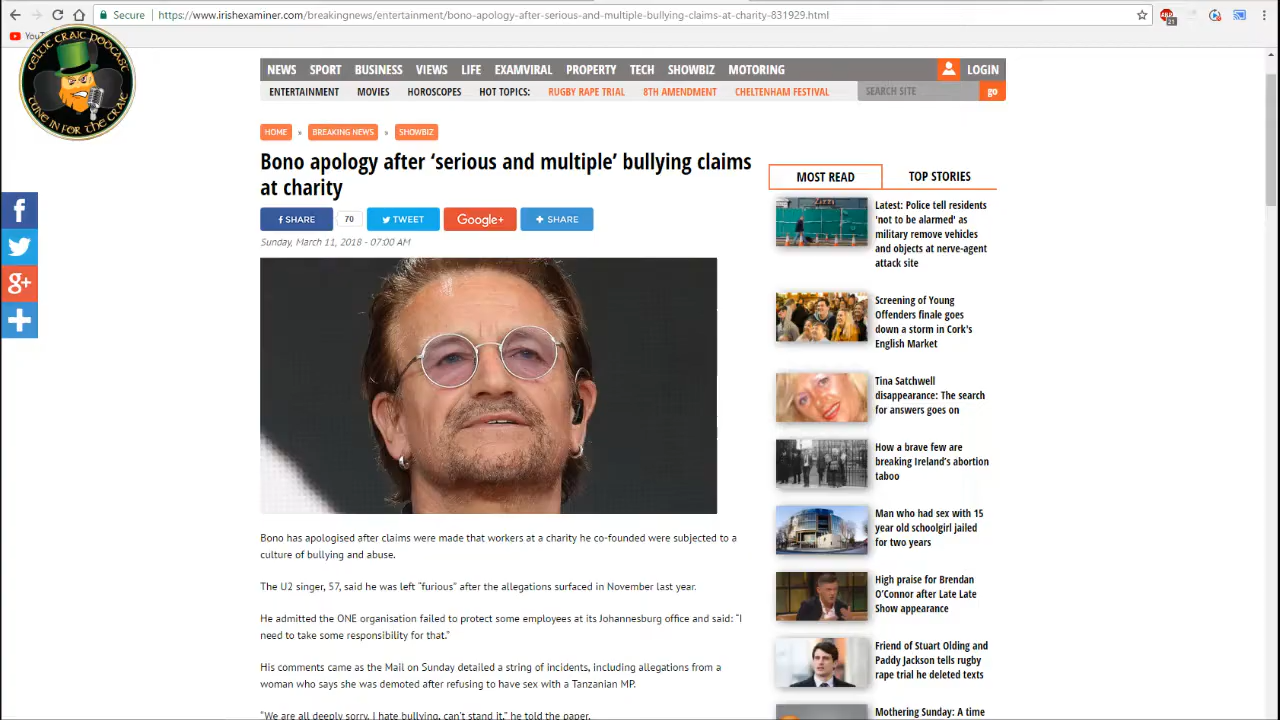 Secure
https://www.irishexaminer.com/breakingnews/entertainment/bono-apology-after-serious-and-multiple-bullying-claims-at-charity-831929.html
21
CELTIC CRAIC PODCAST
TUNE IN FOR THE CRAIC
NEWS SPORT BUSINESS VIEWS LIFE EXAMVIRAL PROPERTY TECH SHOWBIZ MOTORING LOGIN
ENTERTAINMENT MOVIES HOROSCOPES HOT TOPICS: RUGBY RAPE TRIAL 8TH AMENDMENT CHELTENHAM FESTIVAL SEARCH SITE go
HOME » BREAKING NEWS » SHOWBIZ
Bono apology after ‘serious and multiple’ bullying claims
at charity
SHARE 70 TWEET Google+ SHARE
Sunday, March 11, 2018 - 07:00 AM
Bono has apologised after claims were made that workers at a charity he co-founded were subjected to a
culture of bullying and abuse.
The U2 singer, 57, said he was left “furious” after the allegations surfaced in November last year.
He admitted the ONE organisation failed to protect some employees at its Johannesburg office and said: “I
need to take some responsibility for that.”
His comments came as the Mail on Sunday detailed a string of incidents, including allegations from a
woman who says she was demoted after refusing to have sex with a Tanzanian MP.
“We are all deeply sorry. I hate bullying, can’t stand it,” he told the paper.
MOST READ TOP STORIES
Latest: Police tell residents
'not to be alarmed' as
military remove vehicles
and objects at nerve-agent
attack site
Screening of Young
Offenders finale goes
down a storm in Cork's
English Market
Tina Satchwell
disappearance: The search
for answers goes on
How a brave few are
breaking Ireland’s abortion
taboo
Man who had sex with 15
year old schoolgirl jailed
for two years
High praise for Brendan
O’Connor after Late Late
Show appearance
Friend of Stuart Olding and
Paddy Jackson tells rugby
rape trial he deleted texts
Mothering Sunday: A time